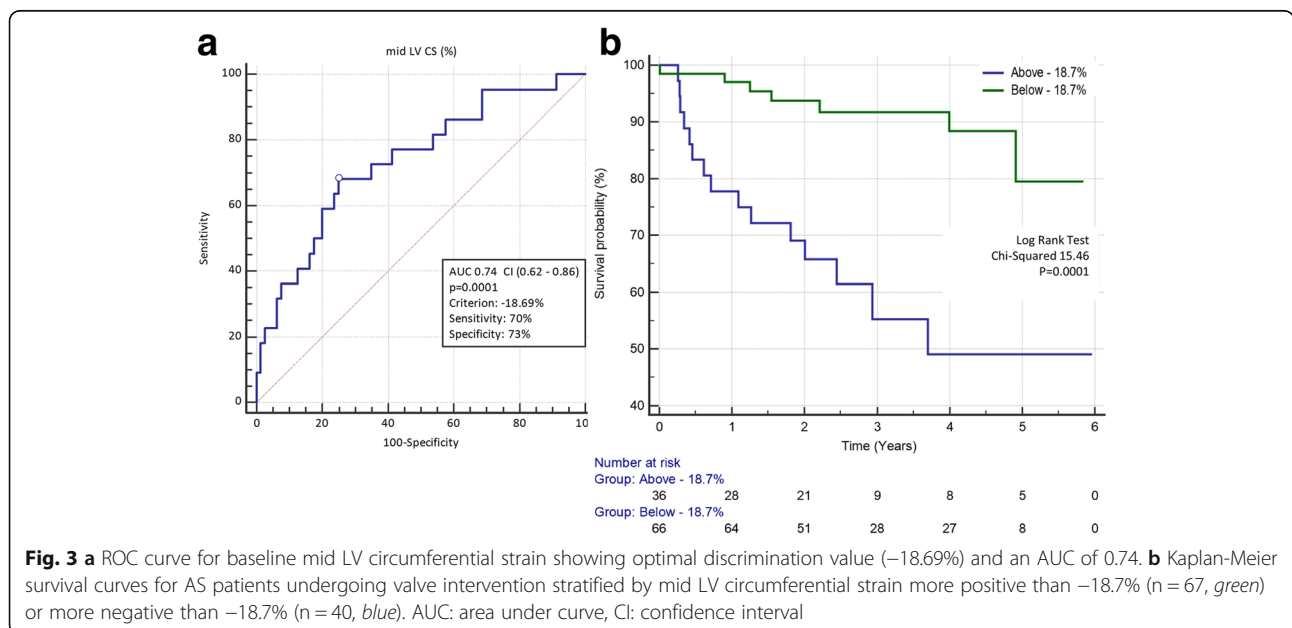 a
mid LV CS (%)
100
80
60
40
20
0
Sensitivity
0 20 40 60 80 100
100-Specificity
AUC 0.74 CI (0.62 - 0.86)
p=0.0001
Criterion: -18.69%
Sensitivity: 70%
Specificity: 73%
b
100
90
80
70
60
50
40
Survival probability (%)
Above - 18.7%
Below - 18.7%
Log Rank Test
Chi-Squared 15.46
P=0.0001
0 1 2 3 4 5 6
Time (Years)
Number at risk
Group: Above - 18.7%
36 28 21 9 8 5 0
Group: Below - 18.7%
66 64 51 28 27 8 0
Fig. 3 a ROC curve for baseline mid LV circumferential strain showing optimal discrimination value (−18.69%) and an AUC of 0.74. b Kaplan-Meier
survival curves for AS patients undergoing valve intervention stratified by mid LV circumferential strain more positive than −18.7% (n = 67, green)
or more negative than −18.7% (n = 40, blue). AUC: area under curve, CI: confidence interval